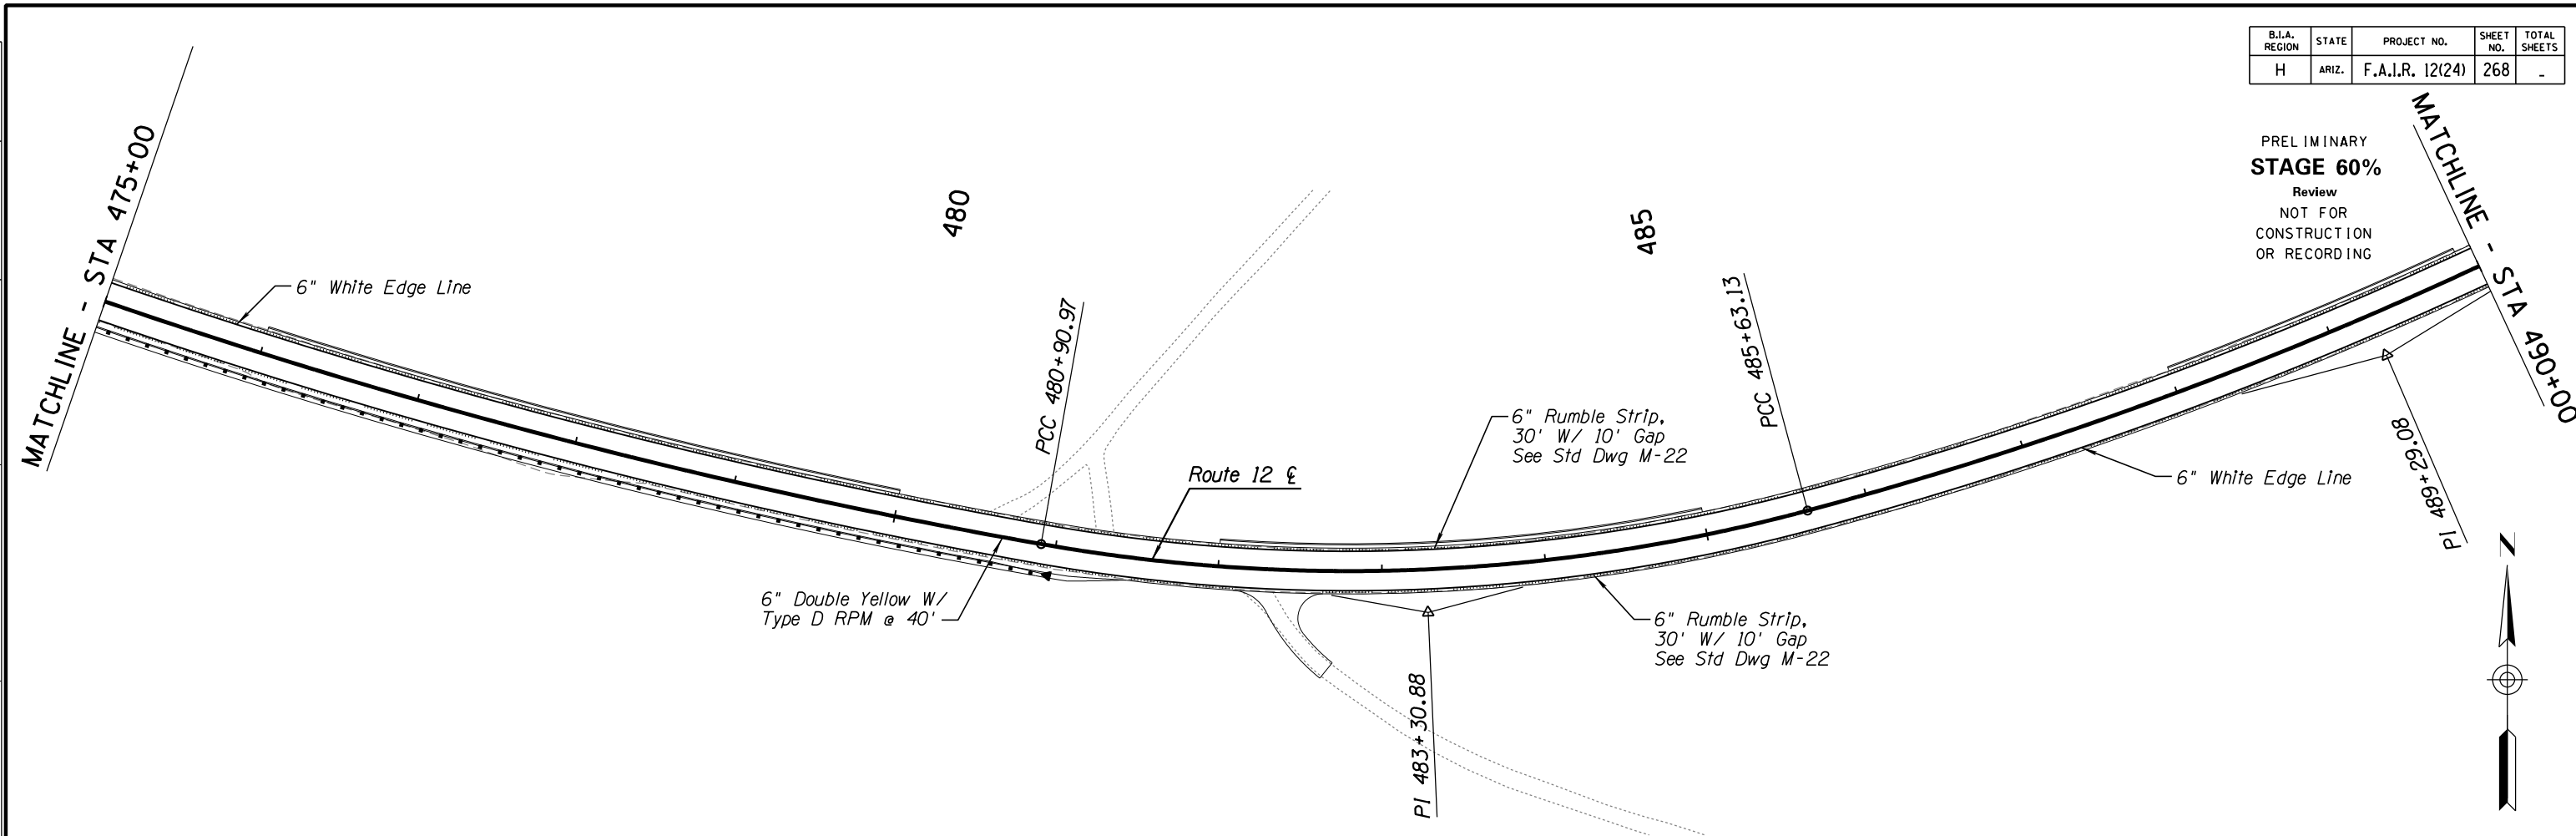 B.I.A. REGION
STATE
PROJECT NO.
SHEET NO.
TOTAL SHEETS
H
ARIZ.
F.A.I.R. 12(24)
268
-
PRELIMINARY
STAGE 60%
Review
NOT FOR
CONSTRUCTION
OR RECORDING
MATCHLINE - STA 475+00
480
485
MATCHLINE - STA 490+00
6" White Edge Line
PCC 480+90.97
PCC 485+63.13
6" Rumble Strip,
30' W/ 10' Gap
See Std Dwg M-22
Route 12 ℄
6" White Edge Line
PI 489+29.08
6" Double Yellow W/
Type D RPM @ 40'
6" Rumble Strip,
30' W/ 10' Gap
See Std Dwg M-22
PI 483+30.88
N